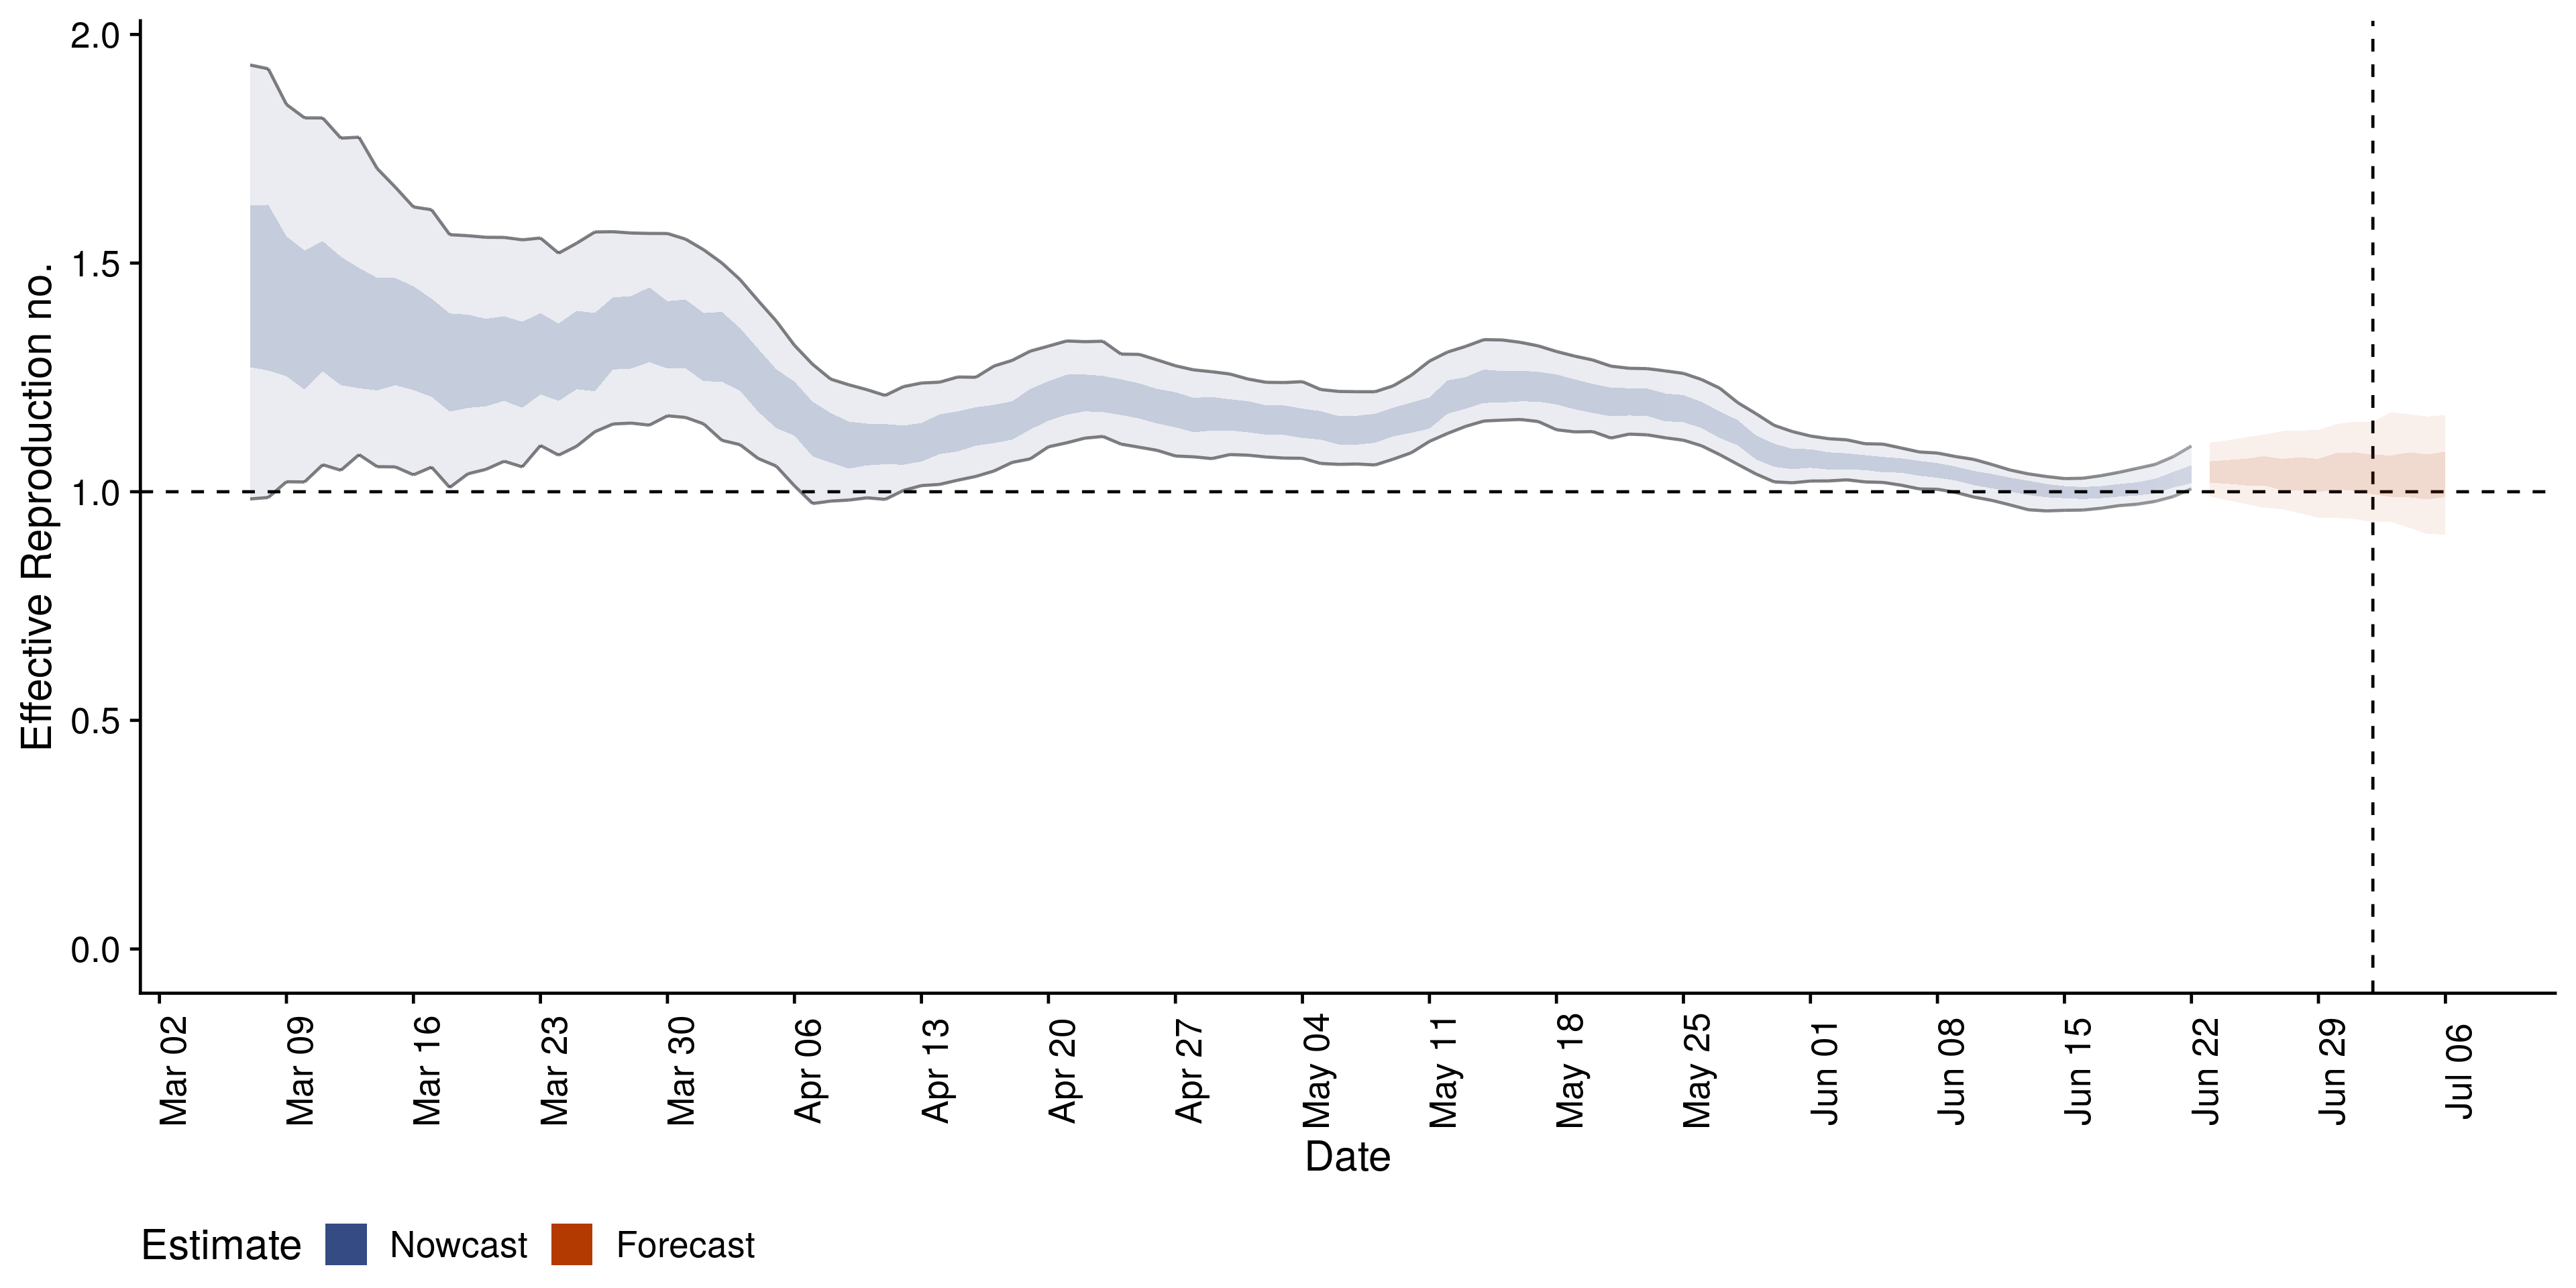 Effective Reproduction no.
2.0
1.5
1.0
0.5
0.0
Mar 02
Mar 09
Mar 16
Mar 23
Mar 30
Apr 06
Apr 13
Apr 20
Apr 27
May 04
May 11
May 18
May 25
Jun 01
Jun 08
Jun 15
Jun 22
Jun 29
Jul 06
Date
Estimate Nowcast Forecast